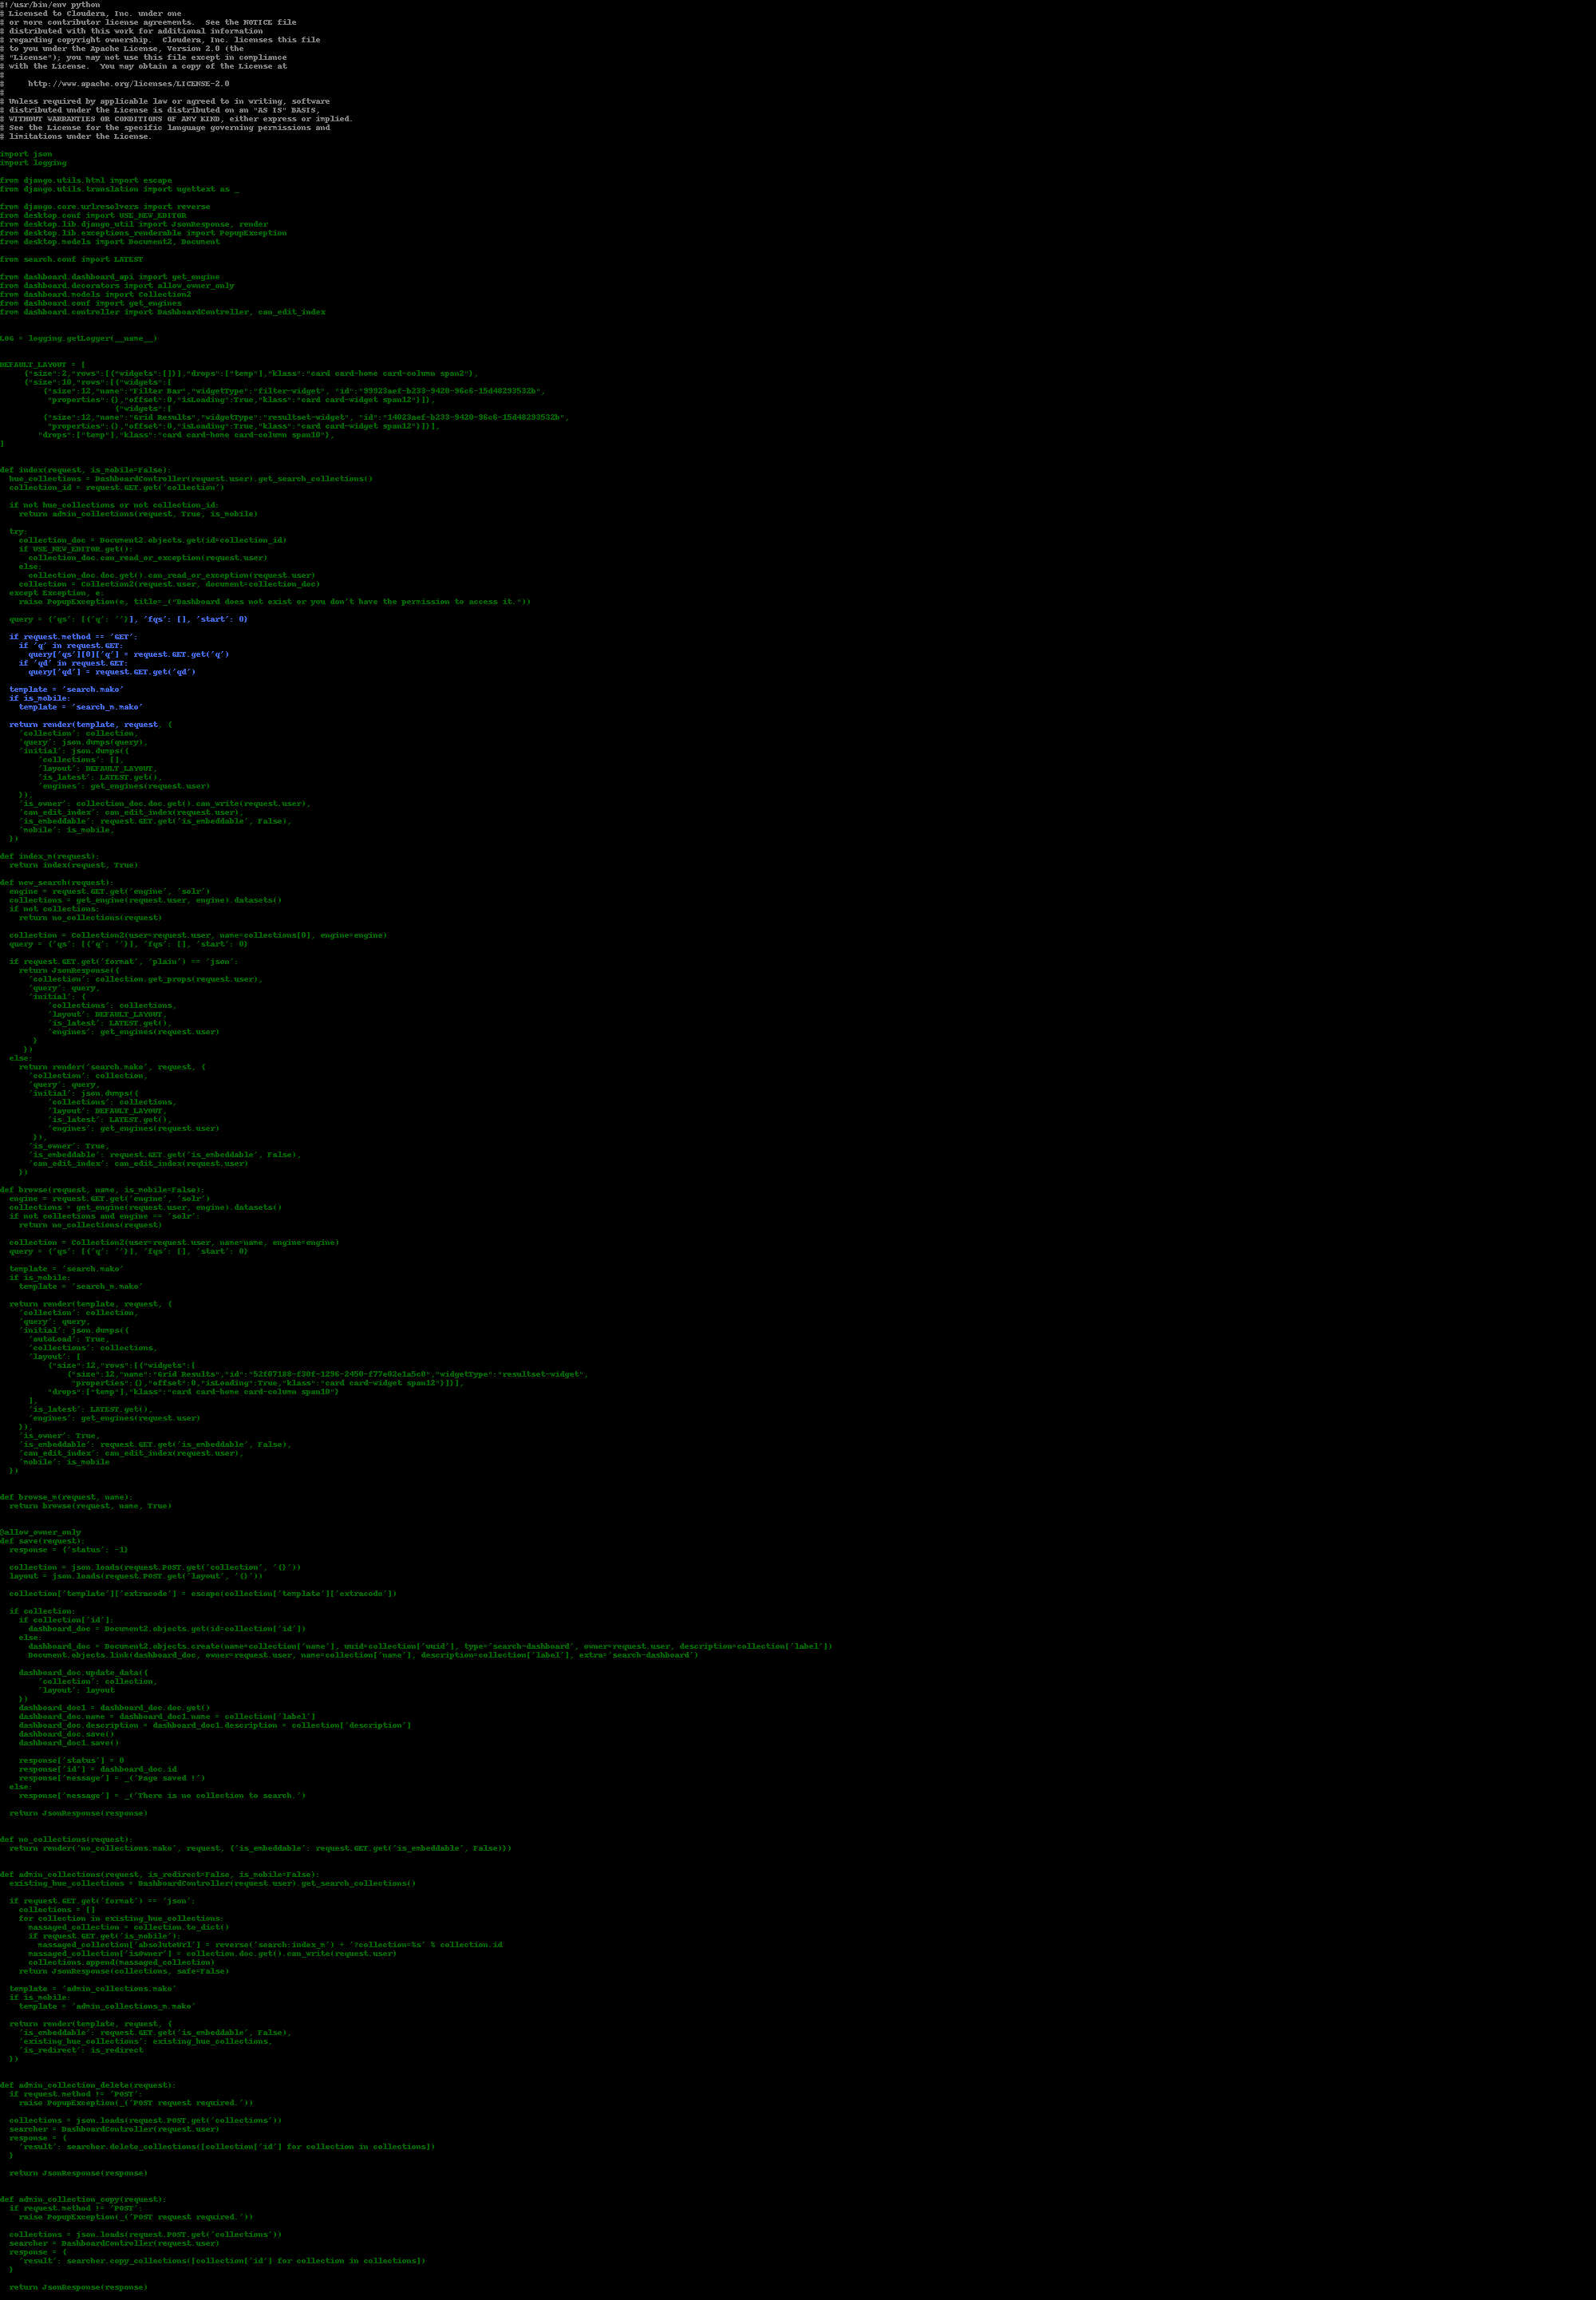 #!/usr/bin/env python
# Licensed to Cloudera, Inc. under one
# or more contributor license agreements.  See the NOTICE file
# distributed with this work for additional information
# regarding copyright ownership.  Cloudera, Inc. licenses this file
# to you under the Apache License, Version 2.0 (the
# "License"); you may not use this file except in compliance
# with the License.  You may obtain a copy of the License at
#
#     http://www.apache.org/licenses/LICENSE-2.0
#
# Unless required by applicable law or agreed to in writing, software
# distributed under the License is distributed on an "AS IS" BASIS,
# WITHOUT WARRANTIES OR CONDITIONS OF ANY KIND, either express or implied.
# See the License for the specific language governing permissions and
# limitations under the License.

import json
import logging

from django.utils.html import escape
from django.utils.translation import ugettext as _

from django.core.urlresolvers import reverse
from desktop.conf import USE_NEW_EDITOR
from desktop.lib.django_util import JsonResponse, render
from desktop.lib.exceptions_renderable import PopupException
from desktop.models import Document2, Document

from search.conf import LATEST

from dashboard.dashboard_api import get_engine
from dashboard.decorators import allow_owner_only
from dashboard.models import Collection2
from dashboard.conf import get_engines
from dashboard.controller import DashboardController, can_edit_index


LOG = logging.getLogger(__name__)


DEFAULT_LAYOUT = [
     {"size":2,"rows":[{"widgets":[]}],"drops":["temp"],"klass":"card card-home card-column span2"},
     {"size":10,"rows":[{"widgets":[
         {"size":12,"name":"Filter Bar","widgetType":"filter-widget", "id":"99923aef-b233-9420-96c6-15d48293532b",
          "properties":{},"offset":0,"isLoading":True,"klass":"card card-widget span12"}]},
                        {"widgets":[
         {"size":12,"name":"Grid Results","widgetType":"resultset-widget", "id":"14023aef-b233-9420-96c6-15d48293532b",
          "properties":{},"offset":0,"isLoading":True,"klass":"card card-widget span12"}]}],
        "drops":["temp"],"klass":"card card-home card-column span10"},
]


def index(request, is_mobile=False):
  hue_collections = DashboardController(request.user).get_search_collections()
  collection_id = request.GET.get('collection')

  if not hue_collections or not collection_id:
    return admin_collections(request, True, is_mobile)

  try:
    collection_doc = Document2.objects.get(id=collection_id)
    if USE_NEW_EDITOR.get():
      collection_doc.can_read_or_exception(request.user)
    else:
      collection_doc.doc.get().can_read_or_exception(request.user)
    collection = Collection2(request.user, document=collection_doc)
  except Exception, e:
    raise PopupException(e, title=_("Dashboard does not exist or you don't have the permission to access it."))

  query = {'qs': [{'q': ''}], 'fqs': [], 'start': 0}

  if request.method == 'GET':
    if 'q' in request.GET:
      query['qs'][0]['q'] = request.GET.get('q')
    if 'qd' in request.GET:
      query['qd'] = request.GET.get('qd')

  template = 'search.mako'
  if is_mobile:
    template = 'search_m.mako'

  return render(template, request, {
    'collection': collection,
    'query': json.dumps(query),
    'initial': json.dumps({
        'collections': [],
        'layout': DEFAULT_LAYOUT,
        'is_latest': LATEST.get(),
        'engines': get_engines(request.user)
    }),
    'is_owner': collection_doc.doc.get().can_write(request.user),
    'can_edit_index': can_edit_index(request.user),
    'is_embeddable': request.GET.get('is_embeddable', False),
    'mobile': is_mobile,
  })

def index_m(request):
  return index(request, True)

def new_search(request):
  engine = request.GET.get('engine', 'solr')
  collections = get_engine(request.user, engine).datasets()
  if not collections:
    return no_collections(request)

  collection = Collection2(user=request.user, name=collections[0], engine=engine)
  query = {'qs': [{'q': ''}], 'fqs': [], 'start': 0}

  if request.GET.get('format', 'plain') == 'json':
    return JsonResponse({
      'collection': collection.get_props(request.user),
      'query': query,
      'initial': {
          'collections': collections,
          'layout': DEFAULT_LAYOUT,
          'is_latest': LATEST.get(),
          'engines': get_engines(request.user)
       }
     })
  else:
    return render('search.mako', request, {
      'collection': collection,
      'query': query,
      'initial': json.dumps({
          'collections': collections,
          'layout': DEFAULT_LAYOUT,
          'is_latest': LATEST.get(),
          'engines': get_engines(request.user)
       }),
      'is_owner': True,
      'is_embeddable': request.GET.get('is_embeddable', False),
      'can_edit_index': can_edit_index(request.user)
    })

def browse(request, name, is_mobile=False):
  engine = request.GET.get('engine', 'solr')
  collections = get_engine(request.user, engine).datasets()
  if not collections and engine == 'solr':
    return no_collections(request)

  collection = Collection2(user=request.user, name=name, engine=engine)
  query = {'qs': [{'q': ''}], 'fqs': [], 'start': 0}

  template = 'search.mako'
  if is_mobile:
    template = 'search_m.mako'

  return render(template, request, {
    'collection': collection,
    'query': query,
    'initial': json.dumps({
      'autoLoad': True,
      'collections': collections,
      'layout': [
          {"size":12,"rows":[{"widgets":[
              {"size":12,"name":"Grid Results","id":"52f07188-f30f-1296-2450-f77e02e1a5c0","widgetType":"resultset-widget",
               "properties":{},"offset":0,"isLoading":True,"klass":"card card-widget span12"}]}],
          "drops":["temp"],"klass":"card card-home card-column span10"}
      ],
      'is_latest': LATEST.get(),
      'engines': get_engines(request.user)
    }),
    'is_owner': True,
    'is_embeddable': request.GET.get('is_embeddable', False),
    'can_edit_index': can_edit_index(request.user),
    'mobile': is_mobile
  })


def browse_m(request, name):
  return browse(request, name, True)


@allow_owner_only
def save(request):
  response = {'status': -1}

  collection = json.loads(request.POST.get('collection', '{}'))
  layout = json.loads(request.POST.get('layout', '{}'))

  collection['template']['extracode'] = escape(collection['template']['extracode'])

  if collection:
    if collection['id']:
      dashboard_doc = Document2.objects.get(id=collection['id'])
    else:
      dashboard_doc = Document2.objects.create(name=collection['name'], uuid=collection['uuid'], type='search-dashboard', owner=request.user, description=collection['label'])
      Document.objects.link(dashboard_doc, owner=request.user, name=collection['name'], description=collection['label'], extra='search-dashboard')

    dashboard_doc.update_data({
        'collection': collection,
        'layout': layout
    })
    dashboard_doc1 = dashboard_doc.doc.get()
    dashboard_doc.name = dashboard_doc1.name = collection['label']
    dashboard_doc.description = dashboard_doc1.description = collection['description']
    dashboard_doc.save()
    dashboard_doc1.save()

    response['status'] = 0
    response['id'] = dashboard_doc.id
    response['message'] = _('Page saved !')
  else:
    response['message'] = _('There is no collection to search.')

  return JsonResponse(response)


def no_collections(request):
  return render('no_collections.mako', request, {'is_embeddable': request.GET.get('is_embeddable', False)})


def admin_collections(request, is_redirect=False, is_mobile=False):
  existing_hue_collections = DashboardController(request.user).get_search_collections()

  if request.GET.get('format') == 'json':
    collections = []
    for collection in existing_hue_collections:
      massaged_collection = collection.to_dict()
      if request.GET.get('is_mobile'):
        massaged_collection['absoluteUrl'] = reverse('search:index_m') + '?collection=%s' % collection.id
      massaged_collection['isOwner'] = collection.doc.get().can_write(request.user)
      collections.append(massaged_collection)
    return JsonResponse(collections, safe=False)

  template = 'admin_collections.mako'
  if is_mobile:
    template = 'admin_collections_m.mako'

  return render(template, request, {
    'is_embeddable': request.GET.get('is_embeddable', False),
    'existing_hue_collections': existing_hue_collections,
    'is_redirect': is_redirect
  })


def admin_collection_delete(request):
  if request.method != 'POST':
    raise PopupException(_('POST request required.'))

  collections = json.loads(request.POST.get('collections'))
  searcher = DashboardController(request.user)
  response = {
    'result': searcher.delete_collections([collection['id'] for collection in collections])
  }

  return JsonResponse(response)


def admin_collection_copy(request):
  if request.method != 'POST':
    raise PopupException(_('POST request required.'))

  collections = json.loads(request.POST.get('collections'))
  searcher = DashboardController(request.user)
  response = {
    'result': searcher.copy_collections([collection['id'] for collection in collections])
  }

  return JsonResponse(response)